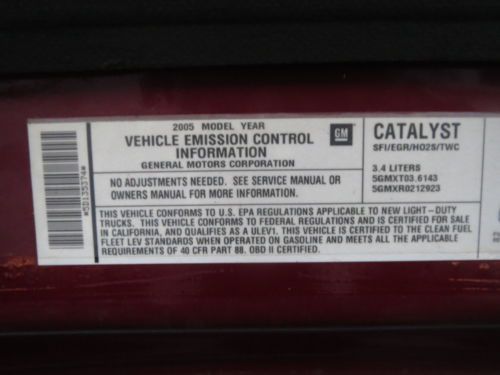 2005 MODEL YEAR
VEHICLE EMISSION CONTROL
INFORMATION
GENERAL MOTORS CORPORATION
GM
CATALYST
SFI/EGR/HO2S/TWC
3.4 LITERS
5GMXT03.6143
5GMXR0212923
NO ADJUSTMENTS NEEDED. SEE SERVICE MANUAL OR
OWNERS MANUAL FOR MORE INFORMATION.
THIS VEHICLE CONFORMS TO U.S. EPA REGULATIONS APPLICABLE TO NEW LIGHT-DUTY
TRUCKS. THIS VEHICLE CONFORMS TO REGULATIONS AND IS CERTIFIED FOR SALE
IN CALIFORNIA, AND QUALIFIES AS A ULEV1. THIS VEHICLE IS CERTIFIED TO THE CLEAN FUEL
FLEET LEV STANDARDS WHEN OPERATED ON GASOLINE AND MEETS ALL THE APPLICABLE
REQUIREMENTS OF 40 CFR PART 88. OBD II CERTIFIED.
*5D135374*